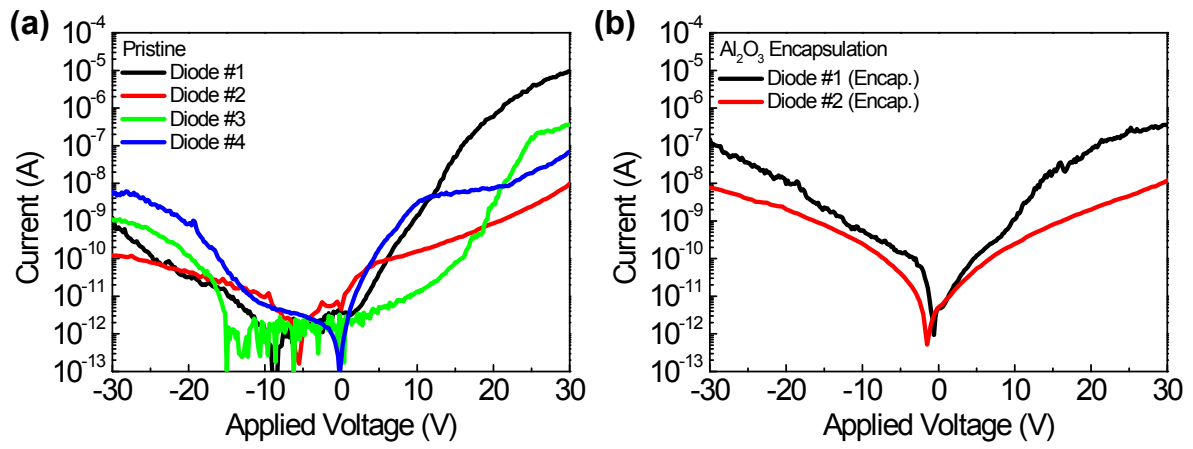 (a)
Pristine
Diode #1
Diode #2
Diode #3
Diode #4
10⁻⁴
10⁻⁵
10⁻⁶
10⁻⁷
10⁻⁸
10⁻⁹
10⁻¹⁰
10⁻¹¹
10⁻¹²
10⁻¹³
Current (A)
-30 -20 -10 0 10 20 30
Applied Voltage (V)
(b)
Al₂O₃ Encapsulation
Diode #1 (Encap.)
Diode #2 (Encap.)
10⁻⁴
10⁻⁵
10⁻⁶
10⁻⁷
10⁻⁸
10⁻⁹
10⁻¹⁰
10⁻¹¹
10⁻¹²
10⁻¹³
Current (A)
-30 -20 -10 0 10 20 30
Applied Voltage (V)